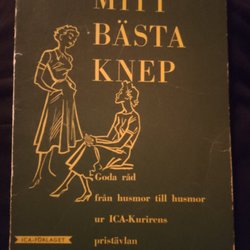 MITT
BÄSTA
KNEP
Goda råd
från husmor till husmor
ur ICA-Kurirens
pristävlan
ICA-FÖRLAGET